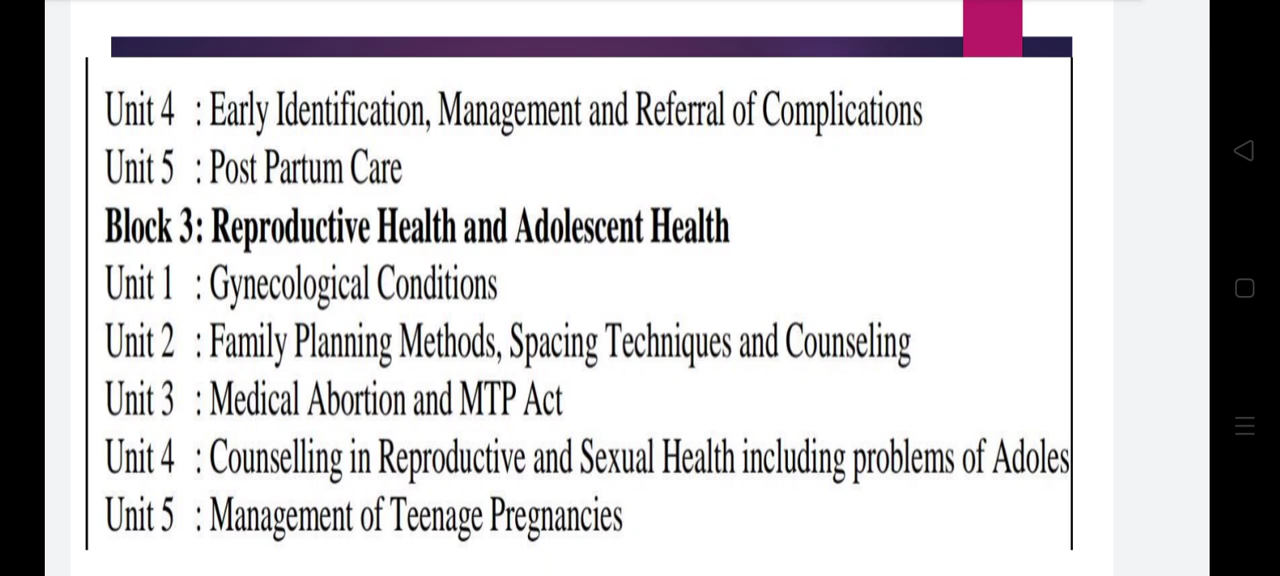 Unit 4 : Early Identification, Management and Referral of Complications
Unit 5 : Post Partum Care
Block 3: Reproductive Health and Adolescent Health
Unit 1 : Gynecological Conditions
Unit 2 : Family Planning Methods, Spacing Techniques and Counseling
Unit 3 : Medical Abortion and MTP Act
Unit 4 : Counselling in Reproductive and Sexual Health including problems of Adoles
Unit 5 : Management of Teenage Pregnancies